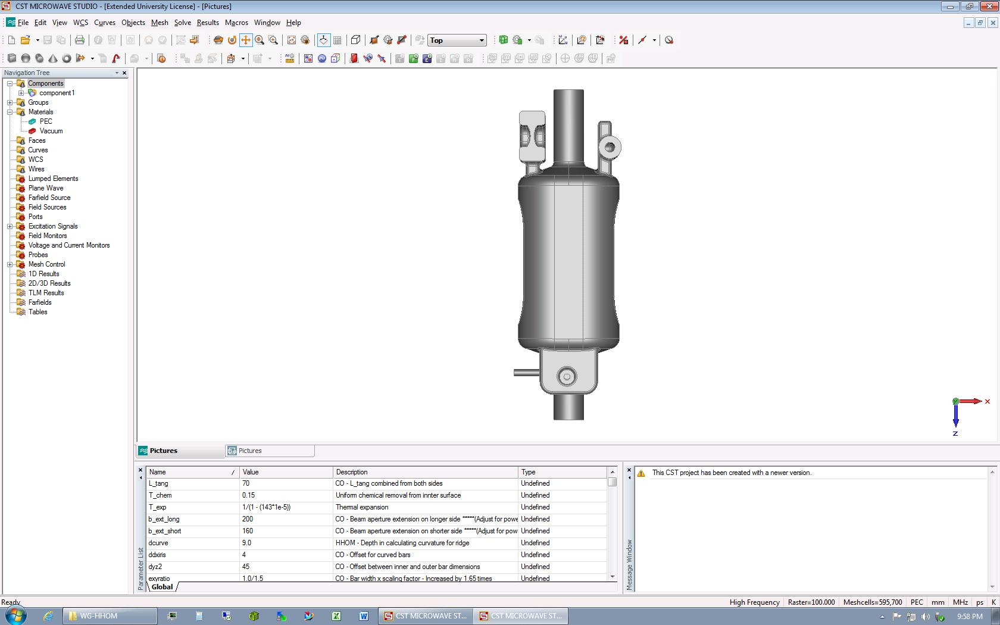 CST MICROWAVE STUDIO - [Extended University License] - [Pictures]
File Edit View WCS Curves Objects Mesh Solve Results Macros Window Help
Top
Navigation Tree
Components
component1
Groups
Materials
PEC
Vacuum
Faces
Curves
WCS
Wires
Lumped Elements
Plane Wave
Farfield Source
Field Sources
Ports
Excitation Signals
Field Monitors
Voltage and Current Monitors
Probes
Mesh Control
1D Results
2D/3D Results
TLM Results
Farfields
Tables
x
z
Pictures Pictures
Parameter List
Name Value Description Type
L_tang 70 CO - L_tang combined from both sides Undefined
T_chem 0.15 Uniform chemical removal from innter surface Undefined
T_exp 1/(1 - (143*1e-5)) Thermal expansion Undefined
b_ext_long 200 CO - Beam aperture extension on longer side *****(Adjust for powe Undefined
b_ext_short 160 CO - Beam aperture extension on shorter side *****(Adjust for pow Undefined
dcurve 9.0 HHOM - Depth in calculating curvature for ridge Undefined
ddxiris 4 CO - Offset for curved bars Undefined
dyz2 45 CO - Offset between inner and outer bar dimensions Undefined
exyratio 1.0/1.5 CO - Bar width x scaling factor - Increased by 1.65 times Undefined
Global
Message Window
This CST project has been created with a newer version.
Ready
High Frequency Raster=100.000 Meshcells=595,700 PEC mm MHz ps K
WG-HHOM
CST MICROWAVE ST...
CST MICROWAVE ST...
9:58 PM